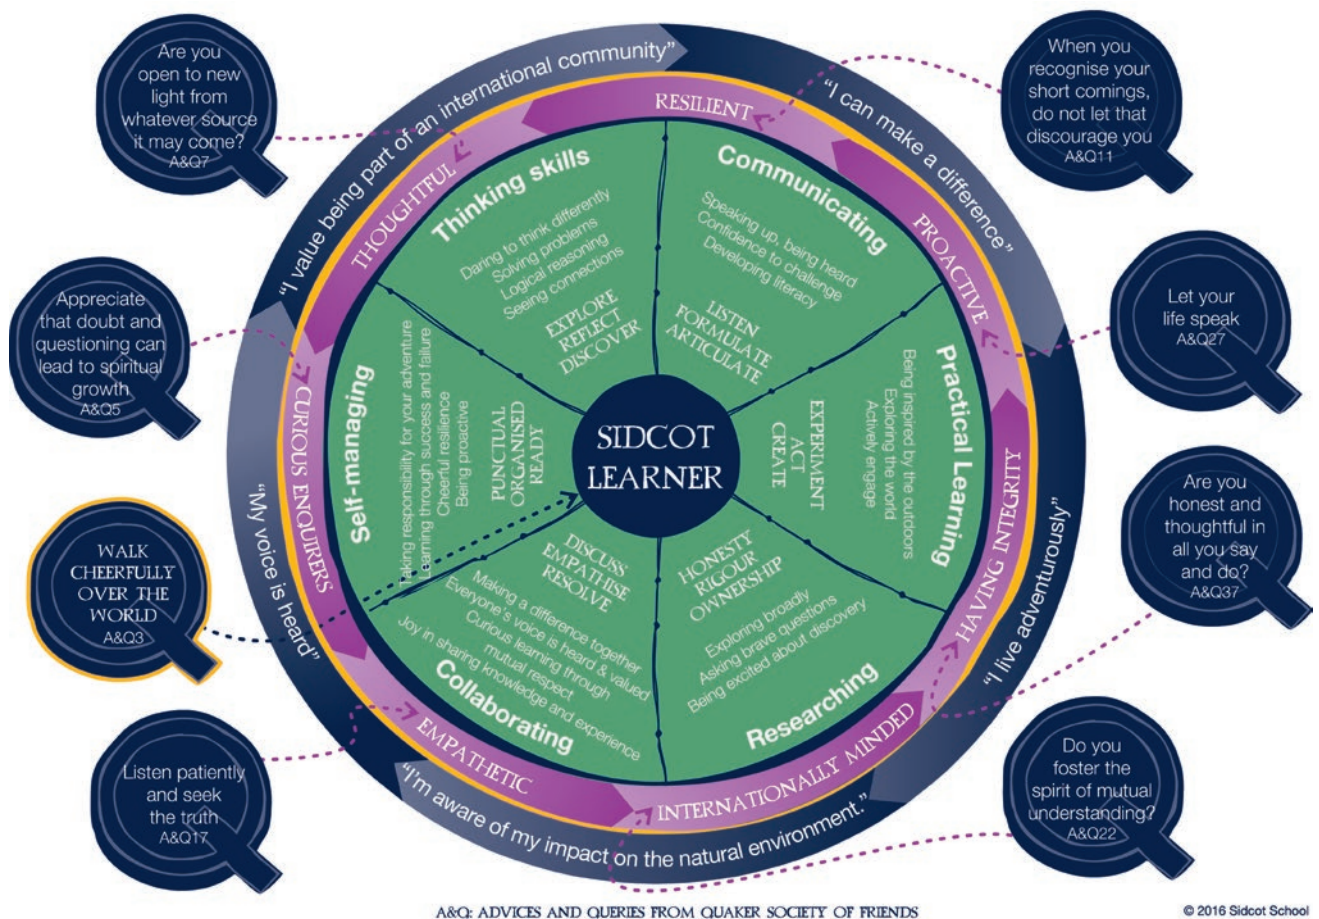 Are you
open to new
light from
whatever source
it may come?
A&Q7
When you
recognise your
short comings,
do not let that
discourage you
A&Q11
Appreciate
that doubt and
questioning can
lead to spiritual
growth
A&Q5
Let your
life speak
A&Q27
WALK
CHEERFULLY
OVER THE
WORLD
A&Q3
Are you
honest and
thoughtful in
all you say
and do?
A&Q37
Listen patiently
and seek
the truth
A&Q17
Do you
foster the
spirit of mutual
understanding?
A&Q22
"I value being part of an international community"
"I can make a difference"
"I live adventurously"
"I'm aware of my impact on the natural environment."
"My voice is heard"
RESILIENT
PROACTIVE
HAVING INTEGRITY
INTERNATIONALLY MINDED
EMPATHETIC
CURIOUS ENQUIRERS
THOUGHTFUL
Thinking skills
Daring to think differently
Solving problems
Logical reasoning
Seeing connections
EXPLORE
REFLECT
DISCOVER
Communicating
Speaking up, being heard
Confidence to challenge
Developing literacy
LISTEN
FORMULATE
ARTICULATE
Practical Learning
Being inspired by the outdoors
Exploring the world
Actively engage
EXPERIMENT
ACT
CREATE
HONESTY
RIGOUR
OWNERSHIP
Exploring broadly
Asking brave questions
Being excited about discovery
Researching
DISCUSS
EMPATHISE
RESOLVE
Making a difference together
Everyone's voice is heard & valued
Curious learning through
mutual respect
Joy in sharing knowledge and experience
Collaborating
Self-managing
Taking responsibility for your adventure
Learning through success and failure
Cheerful resilience
Being proactive
PUNCTUAL
ORGANISED
READY
SIDCOT
LEARNER
A&Q: ADVICES AND QUERIES FROM QUAKER SOCIETY OF FRIENDS
© 2016 Sidcot School